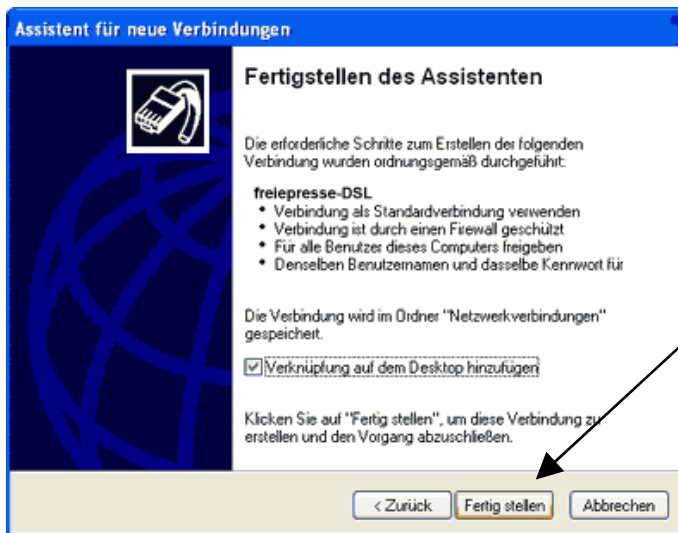 Assistent für neue Verbindungen
Fertigstellen des Assistenten
Die erforderliche Schritte zum Erstellen der folgenden
Verbindung wurden ordnungsgemäß durchgeführt:
freiepresse-DSL
• Verbindung als Standardverbindung verwenden
• Verbindung ist durch einen Firewall geschützt
• Für alle Benutzer dieses Computers freigeben
• Denselben Benutzernamen und dasselbe Kennwort für
Die Verbindung wird im Ordner "Netzwerkverbindungen"
gespeichert.
Verknüpfung auf dem Desktop hinzufügen
Klicken Sie auf "Fertig stellen", um diese Verbindung zu
erstellen und den Vorgang abzuschließen.
< Zurück Fertig stellen Abbrechen